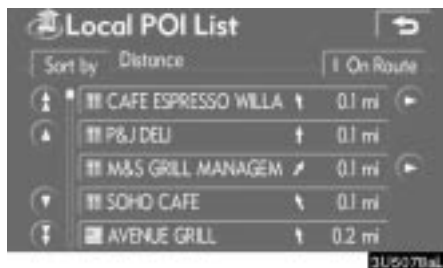 Local POI List
Sort by Distance On Route
CAFE ESPRESSO WILLA 0.1 mi
P&J DELI 0.1 mi
M&S GRILL MANAGEM 0.1 mi
SOHO CAFE 0.1 mi
AVENUE GRILL 0.2 mi
3U5078aL